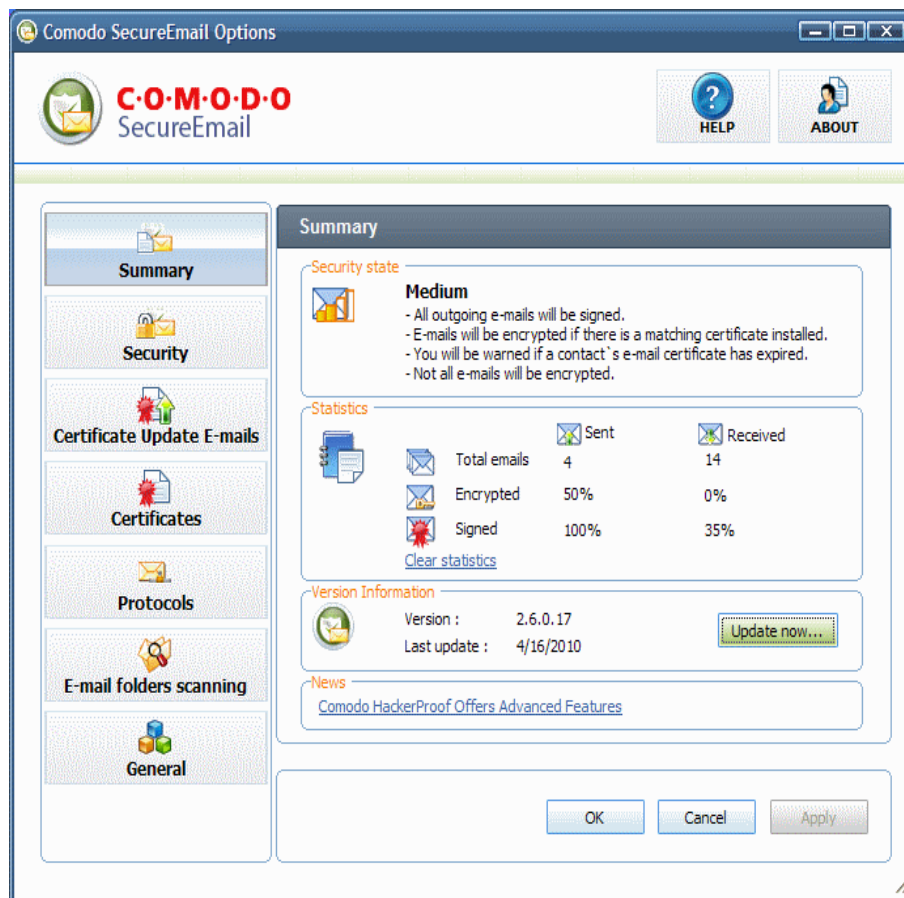 Comodo SecureEmail Options
C·O·M·O·D·O
SecureEmail
HELP
ABOUT
Summary
Security
Certificate Update E-mails
Certificates
Protocols
E-mail folders scanning
General
Summary
Security state
Medium
- All outgoing e-mails will be signed.
- E-mails will be encrypted if there is a matching certificate installed.
- You will be warned if a contact`s e-mail certificate has expired.
- Not all e-mails will be encrypted.
Statistics
Sent Received
Total emails 4 14
Encrypted 50% 0%
Signed 100% 35%
Clear statistics
Version Information
Version : 2.6.0.17
Last update : 4/16/2010
Update now...
News
Comodo HackerProof Offers Advanced Features
OK Cancel Apply